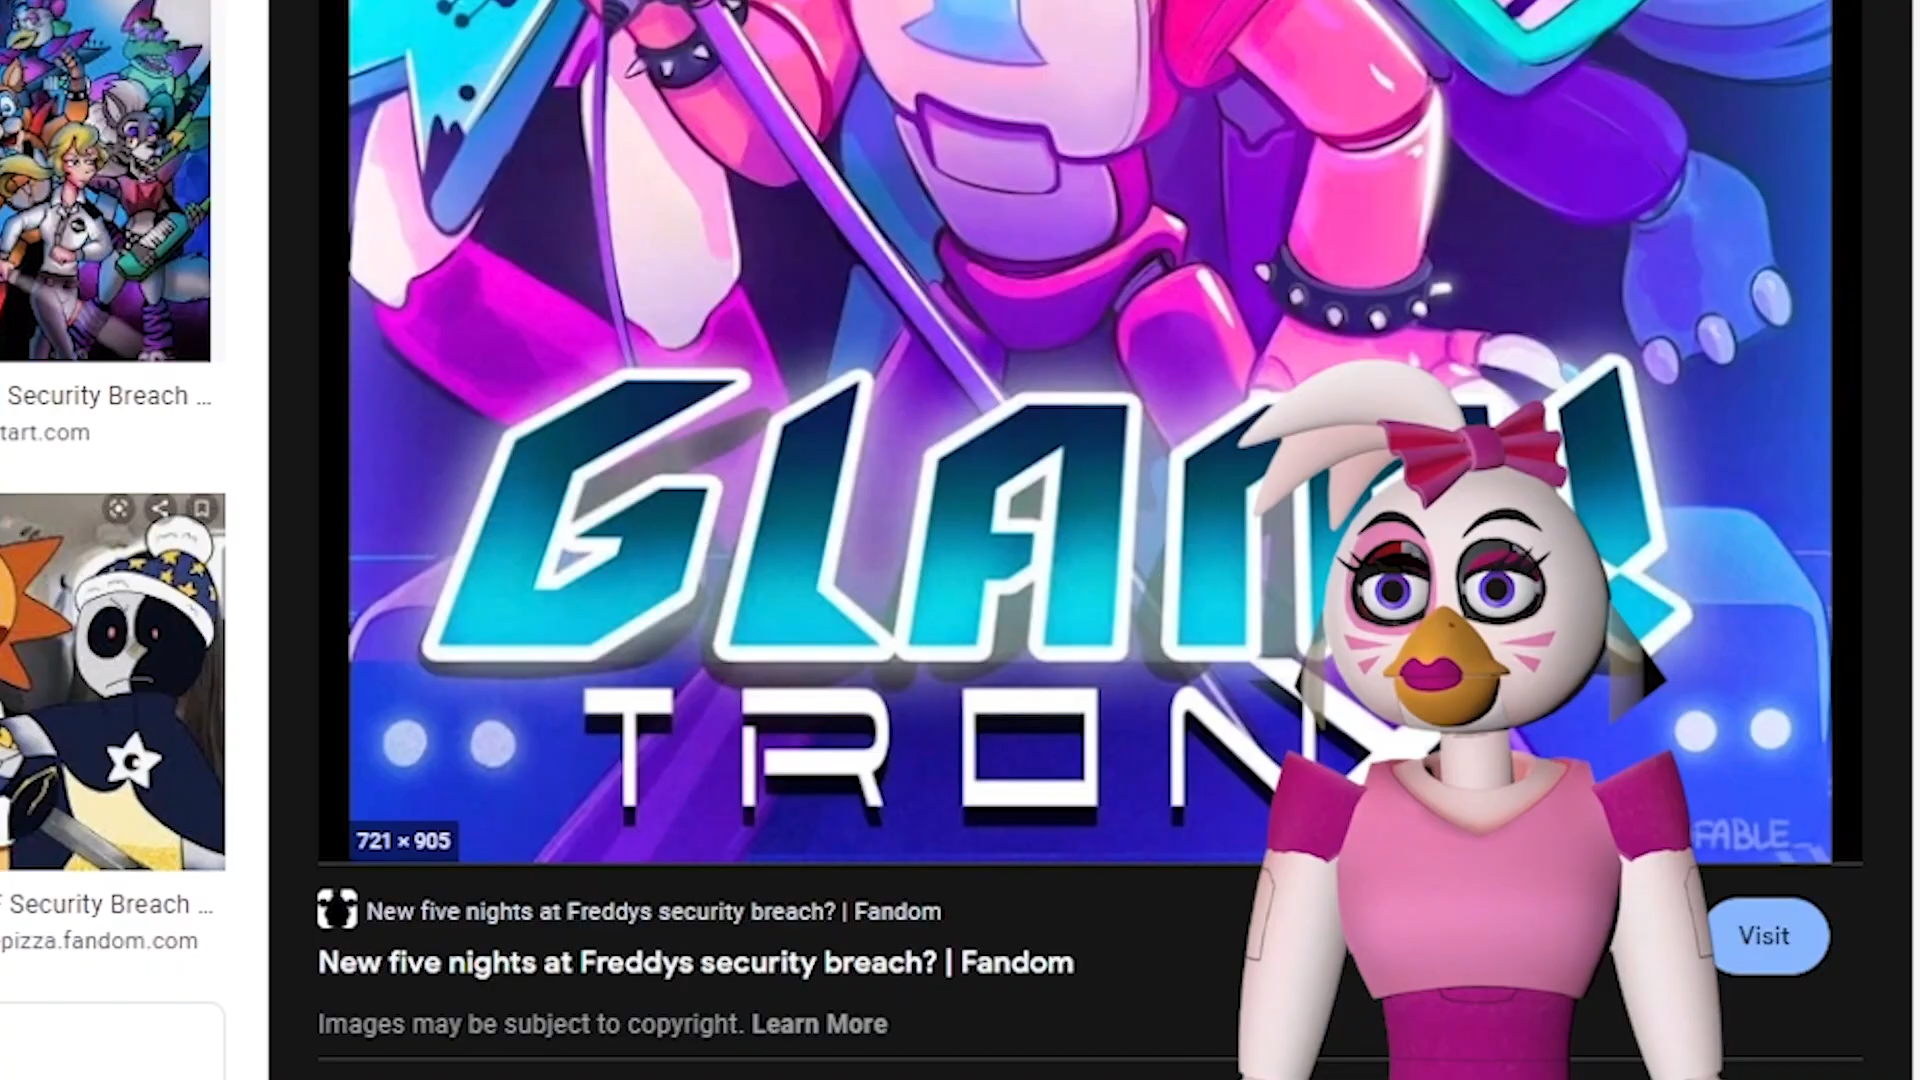 Security Breach ...
tart.com
Security Breach ...
pizza.fandom.com
GLAM
TRON
FABLE_
721 × 905
New five nights at Freddys security breach? | Fandom
New five nights at Freddys security breach? | Fandom
Visit
Images may be subject to copyright. Learn More